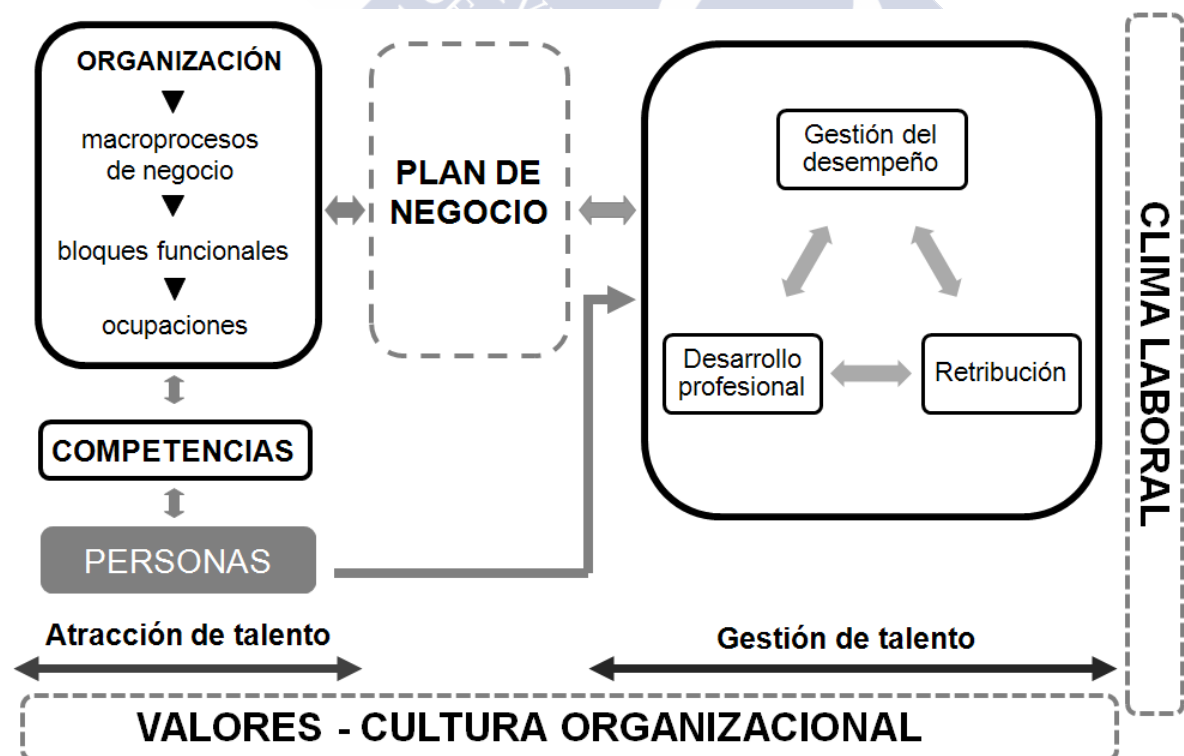 ORGANIZACIÓN
macroprocesos
de negocio
bloques funcionales
ocupaciones
COMPETENCIAS
PERSONAS
Atracción de talento
PLAN DE
NEGOCIO
Gestión del
desempeño
Desarrollo
profesional
Retribución
Gestión de talento
CLIMA LABORAL
VALORES - CULTURA ORGANIZACIONAL